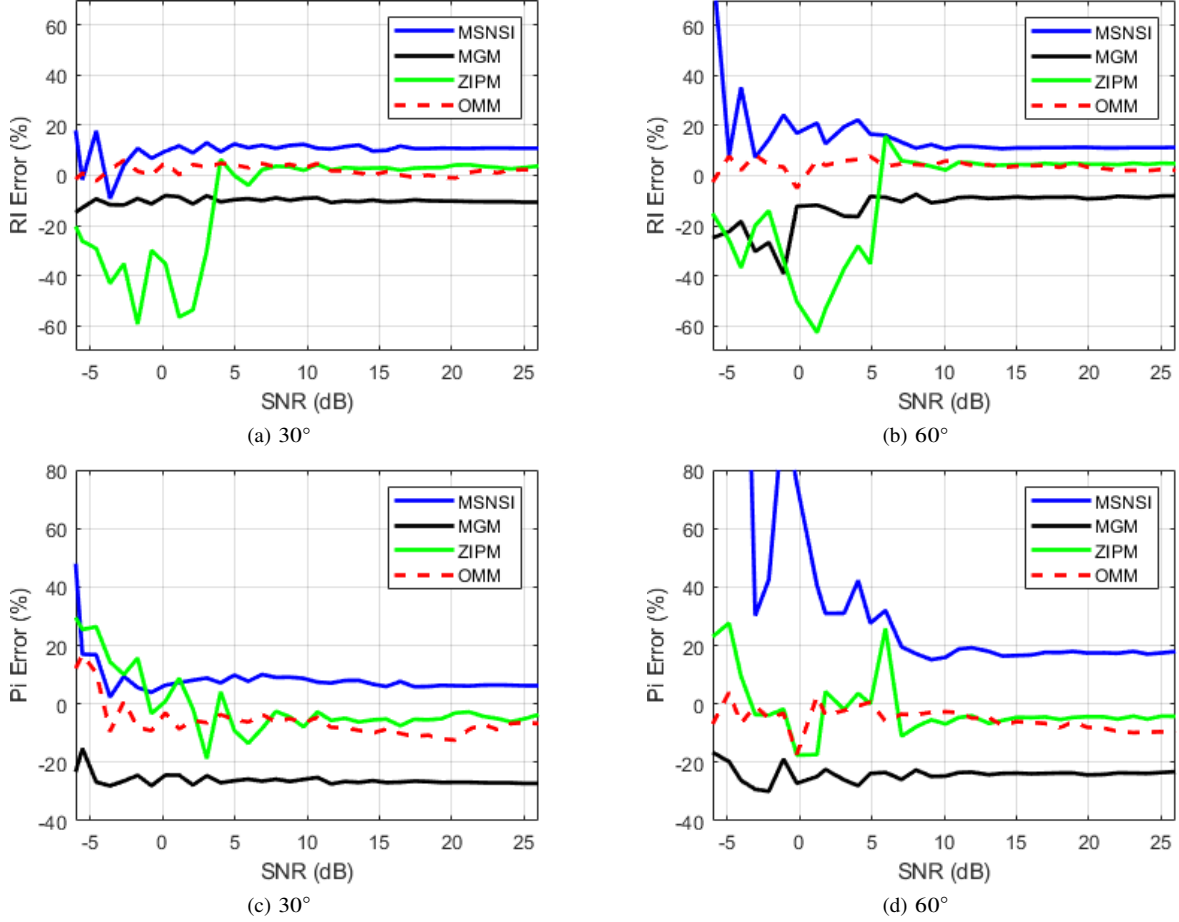 60
40
20
0
-20
-40
-60
RI Error (%)
MSNSI
MGM
ZIPM
OMM
-5 0 5 10 15 20 25
SNR (dB)
(a) 30°
60
40
20
0
-20
-40
-60
RI Error (%)
MSNSI
MGM
ZIPM
OMM
-5 0 5 10 15 20 25
SNR (dB)
(b) 60°
80
60
40
20
0
-20
-40
Pi Error (%)
MSNSI
MGM
ZIPM
OMM
-5 0 5 10 15 20 25
SNR (dB)
(c) 30°
80
60
40
20
0
-20
-40
Pi Error (%)
MSNSI
MGM
ZIPM
OMM
-5 0 5 10 15 20 25
SNR (dB)
(d) 60°